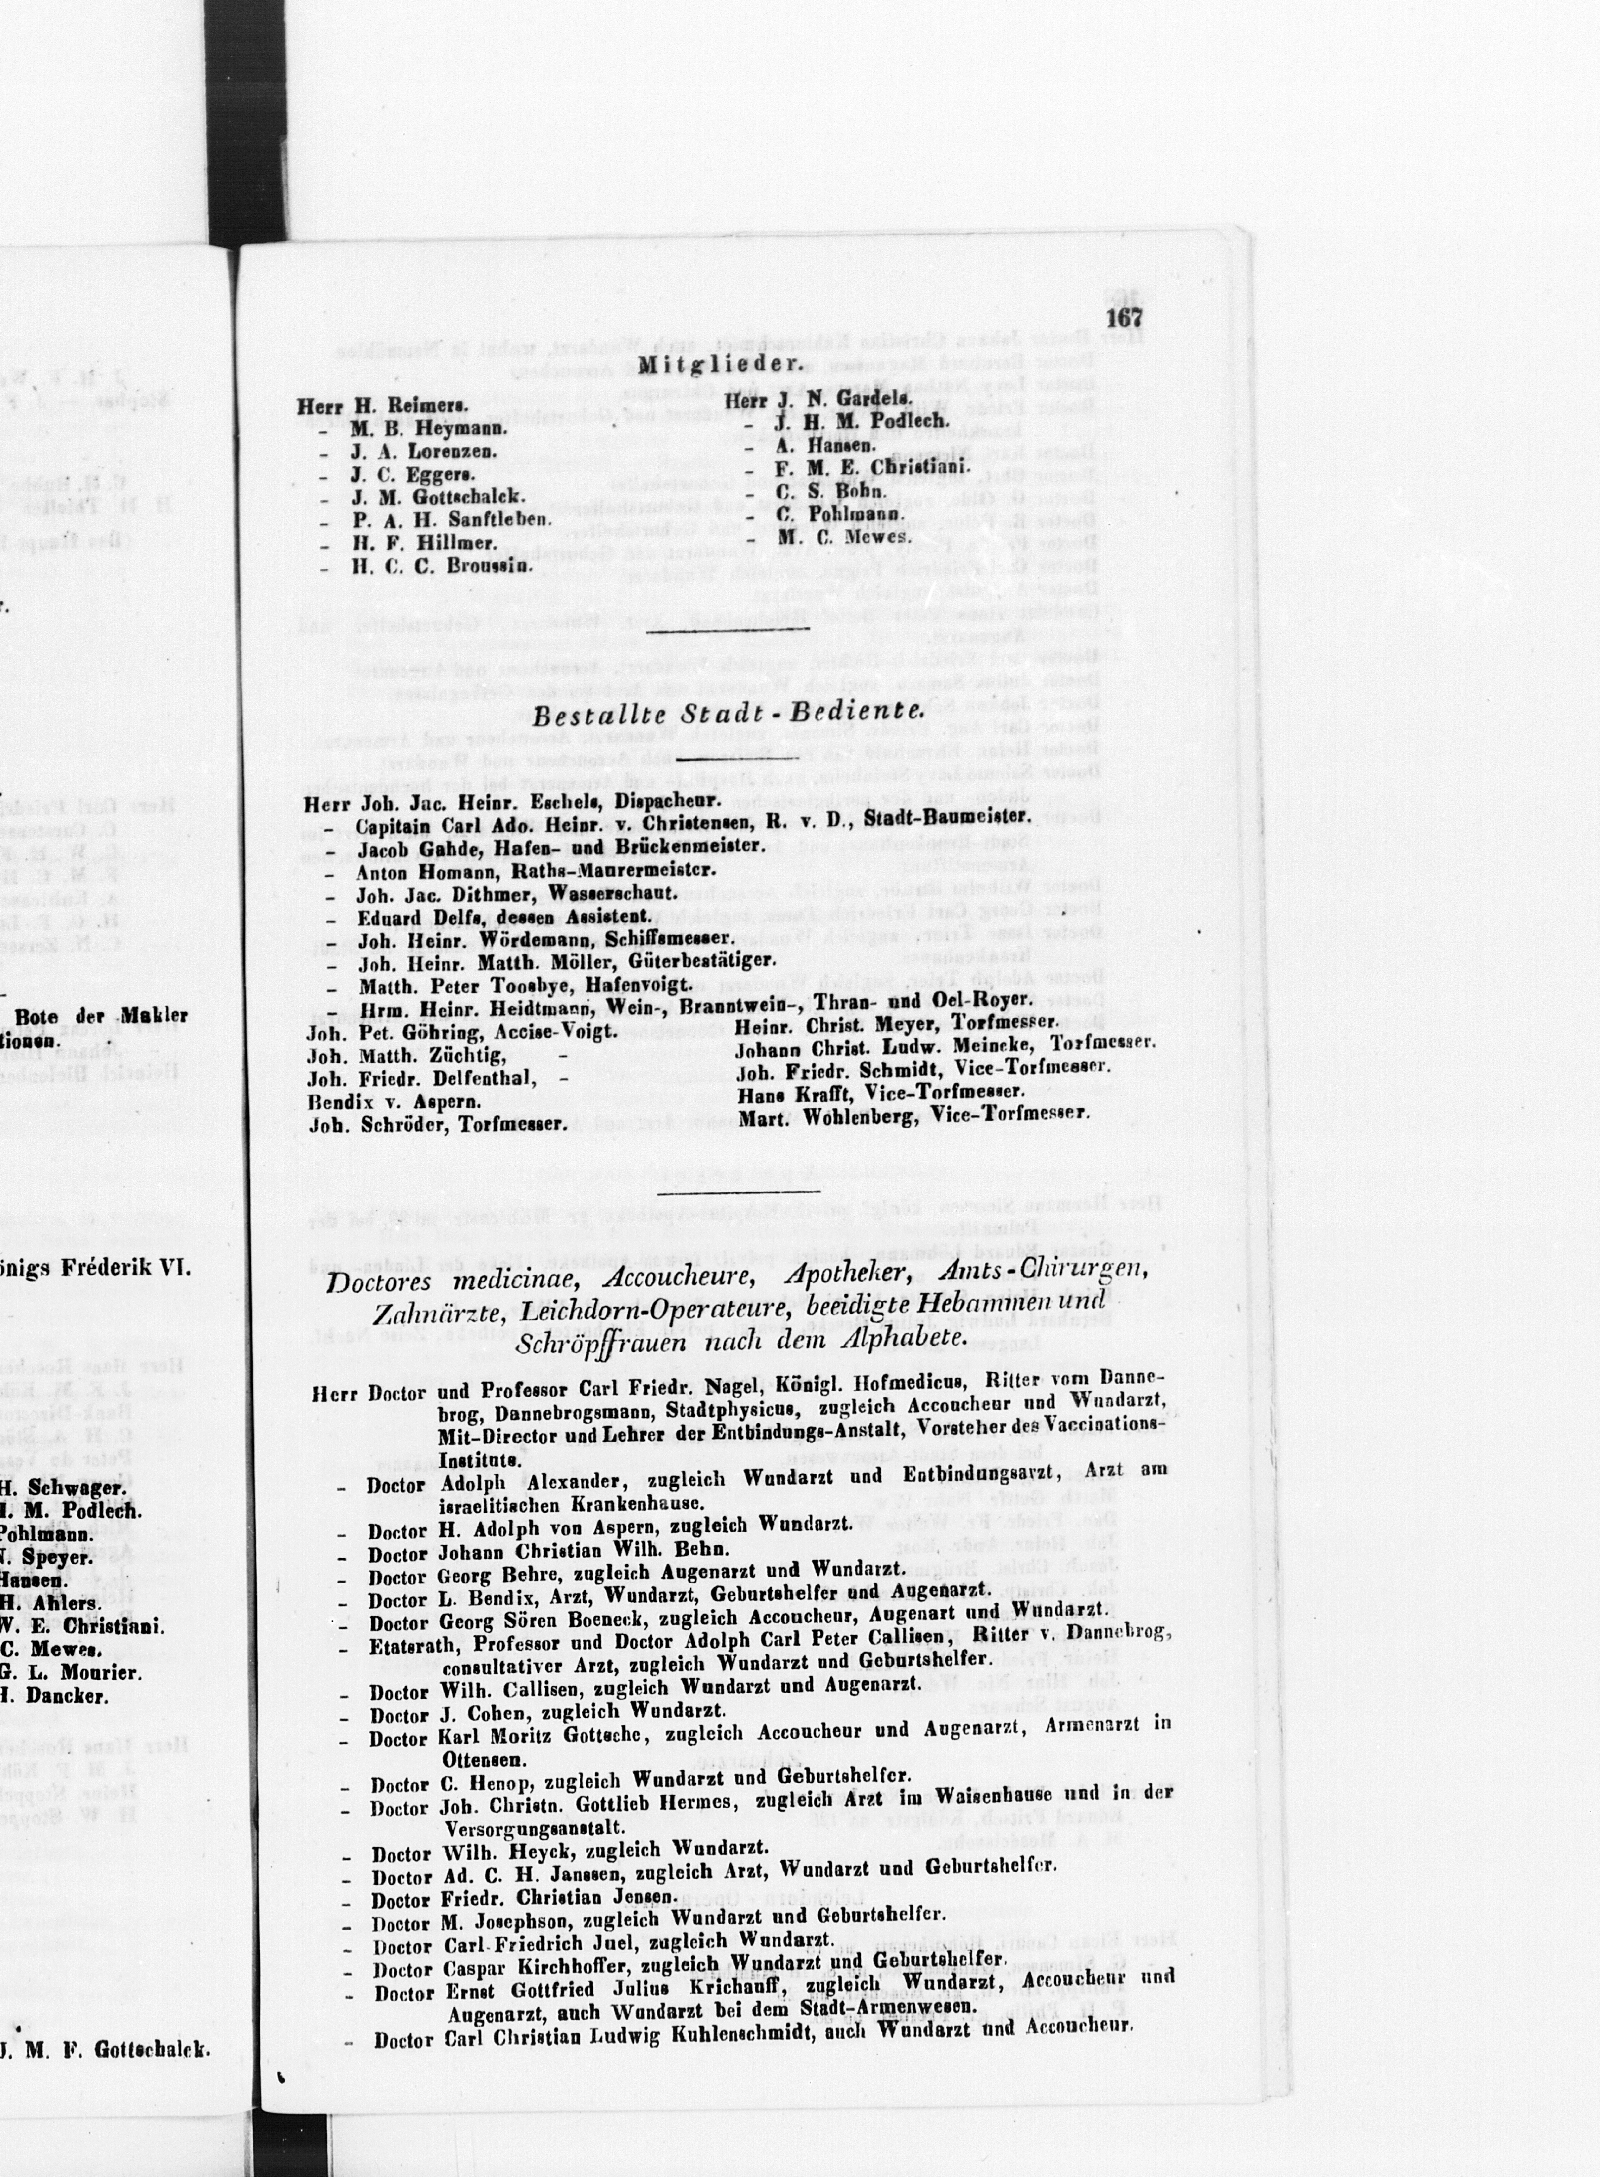 Bote der Makler
tionen.
önigs Fréderik VI.
H. Schwager.
M. Podlech.
Pohlmann.
Speyer.
Hansen.
H. Ahlers.
W. E. Christiani.
C. Mewes.
G. L. Mourier.
H. Dancker.
J. M. F. Gottschalck.
167
Mitglieder.
Herr H. Reimers.
- M. B. Heymann.
- J. A. Lorenzen.
- J. C. Eggers.
- J. M. Gottschalck.
- P. A. H. Sanftleben.
- H. F. Hillmer.
- H. C. C. Broussin.
Herr J. N. Gardels.
- J. H. M. Podlech.
- A. Hansen.
- F. M. E. Christiani.
- C. S. Bohn.
- C. Pohlmann.
- M. C. Mewes.
Bestallte Stadt-Bediente.
Herr Joh. Jac. Heinr. Eschels, Dispacheur.
- Capitain Carl Ado. Heinr. v. Christensen, R. v. D., Stadt-Baumeister.
- Jacob Gahde, Hafen- und Brückenmeister.
- Anton Homann, Raths-Maurermeister.
- Joh. Jac. Dithmer, Wasserschaut.
- Eduard Delfs, dessen Assistent.
- Joh. Heinr. Wördemann, Schiffsmesser.
- Joh. Heinr. Matth. Möller, Güterbestätiger.
- Matth. Peter Toosbye, Hafenvoigt.
- Hrm. Heinr. Heidtmann, Wein-, Branntwein-, Thran- und Oel-Royer.
Joh. Pet. Göhring, Accise-Voigt.
Joh. Matth. Züchtig, -
Joh. Friedr. Delfenthal, -
Bendix v. Aspern.
Joh. Schröder, Torfmesser.
Heinr. Christ. Meyer, Torfmesser.
Johann Christ. Ludw. Meincke, Torfmesser.
Joh. Friedr. Schmidt, Vice-Torfmesser.
Hans Krafft, Vice-Torfmesser.
Mart. Wohlenberg, Vice-Torfmesser.
Doctores medicinae, Accoucheure, Apotheker, Amts-Chirurgen,
Zahnärzte, Leichdorn-Operateure, beeidigte Hebammen und
Schröpffrauen nach dem Alphabete.
Herr Doctor und Professor Carl Friedr. Nagel, Königl. Hofmedicus, Ritter vom Danne-
brog, Dannebrogsmann, Stadtphysicus, zugleich Accoucheur und Wundarzt,
Mit-Director und Lehrer der Entbindungs-Anstalt, Vorsteher des Vaccinations-
Instituts.
- Doctor Adolph Alexander, zugleich Wundarzt und Entbindungsarzt, Arzt am
israelitischen Krankenhause.
- Doctor H. Adolph von Aspern, zugleich Wundarzt.
- Doctor Johann Christian Wilh. Behn.
- Doctor Georg Behre, zugleich Augenarzt und Wundarzt.
- Doctor L. Bendix, Arzt, Wundarzt, Geburtshelfer und Augenarzt.
- Doctor Georg Sören Boeneck, zugleich Accoucheur, Augenart und Wundarzt.
- Etatsrath, Professor und Doctor Adolph Carl Peter Callisen, Ritter v. Dannebrog,
consultativer Arzt, zugleich Wundarzt und Geburtshelfer.
- Doctor Wilh. Callisen, zugleich Wundarzt und Augenarzt.
- Doctor J. Cohen, zugleich Wundarzt.
- Doctor Karl Moritz Gottsche, zugleich Accoucheur und Augenarzt, Armenarzt in
Ottensen.
- Doctor C. Henop, zugleich Wundarzt und Geburtshelfer.
- Doctor Joh. Christn. Gottlieb Hermes, zugleich Arzt im Waisenhause und in der
Versorgungsanstalt.
- Doctor Wilh. Heyck, zugleich Wundarzt.
- Doctor Ad. C. H. Janssen, zugleich Arzt, Wundarzt und Geburtshelfer.
- Doctor Friedr. Christian Jensen.
- Doctor M. Josephson, zugleich Wundarzt und Geburtshelfer.
- Doctor Carl Friedrich Juel, zugleich Wundarzt.
- Doctor Caspar Kirchhoffer, zugleich Wundarzt und Geburtshelfer.
- Doctor Ernst Gottfried Julius Krichauff, zugleich Wundarzt, Accoucheur und
Augenarzt, auch Wundarzt bei dem Stadt-Armenwesen.
- Doctor Carl Christian Ludwig Kuhlenschmidt, auch Wundarzt und Accoucheur.